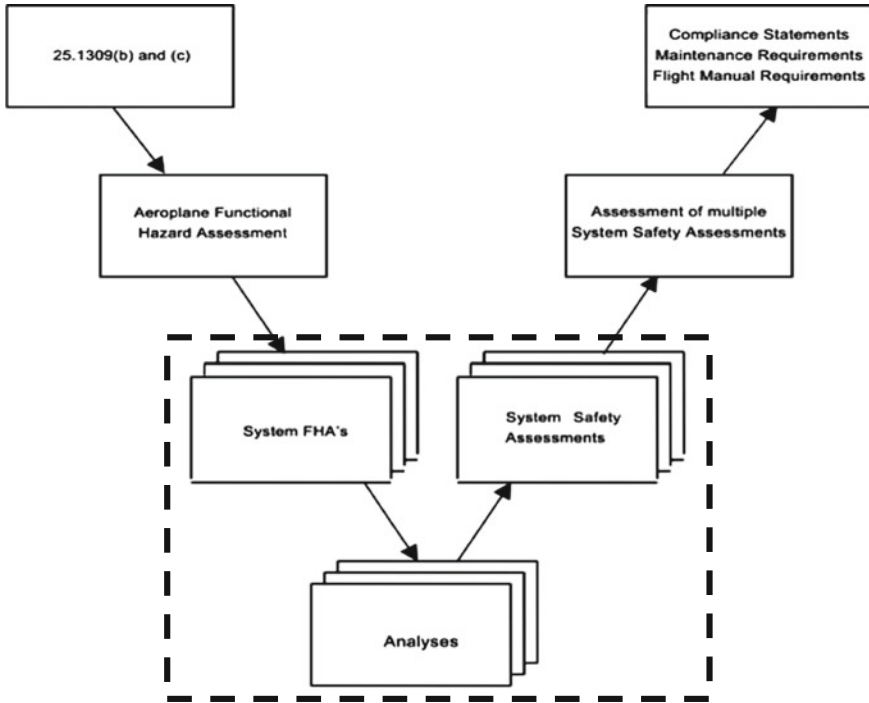 25.1309(b) and (c)
Compliance Statements
Maintenance Requirements
Flight Manual Requirements
Aeroplane Functional
Hazard Assessment
Assessment of multiple
System Safety Assessments
System FHA's
System Safety
Assessments
Analyses